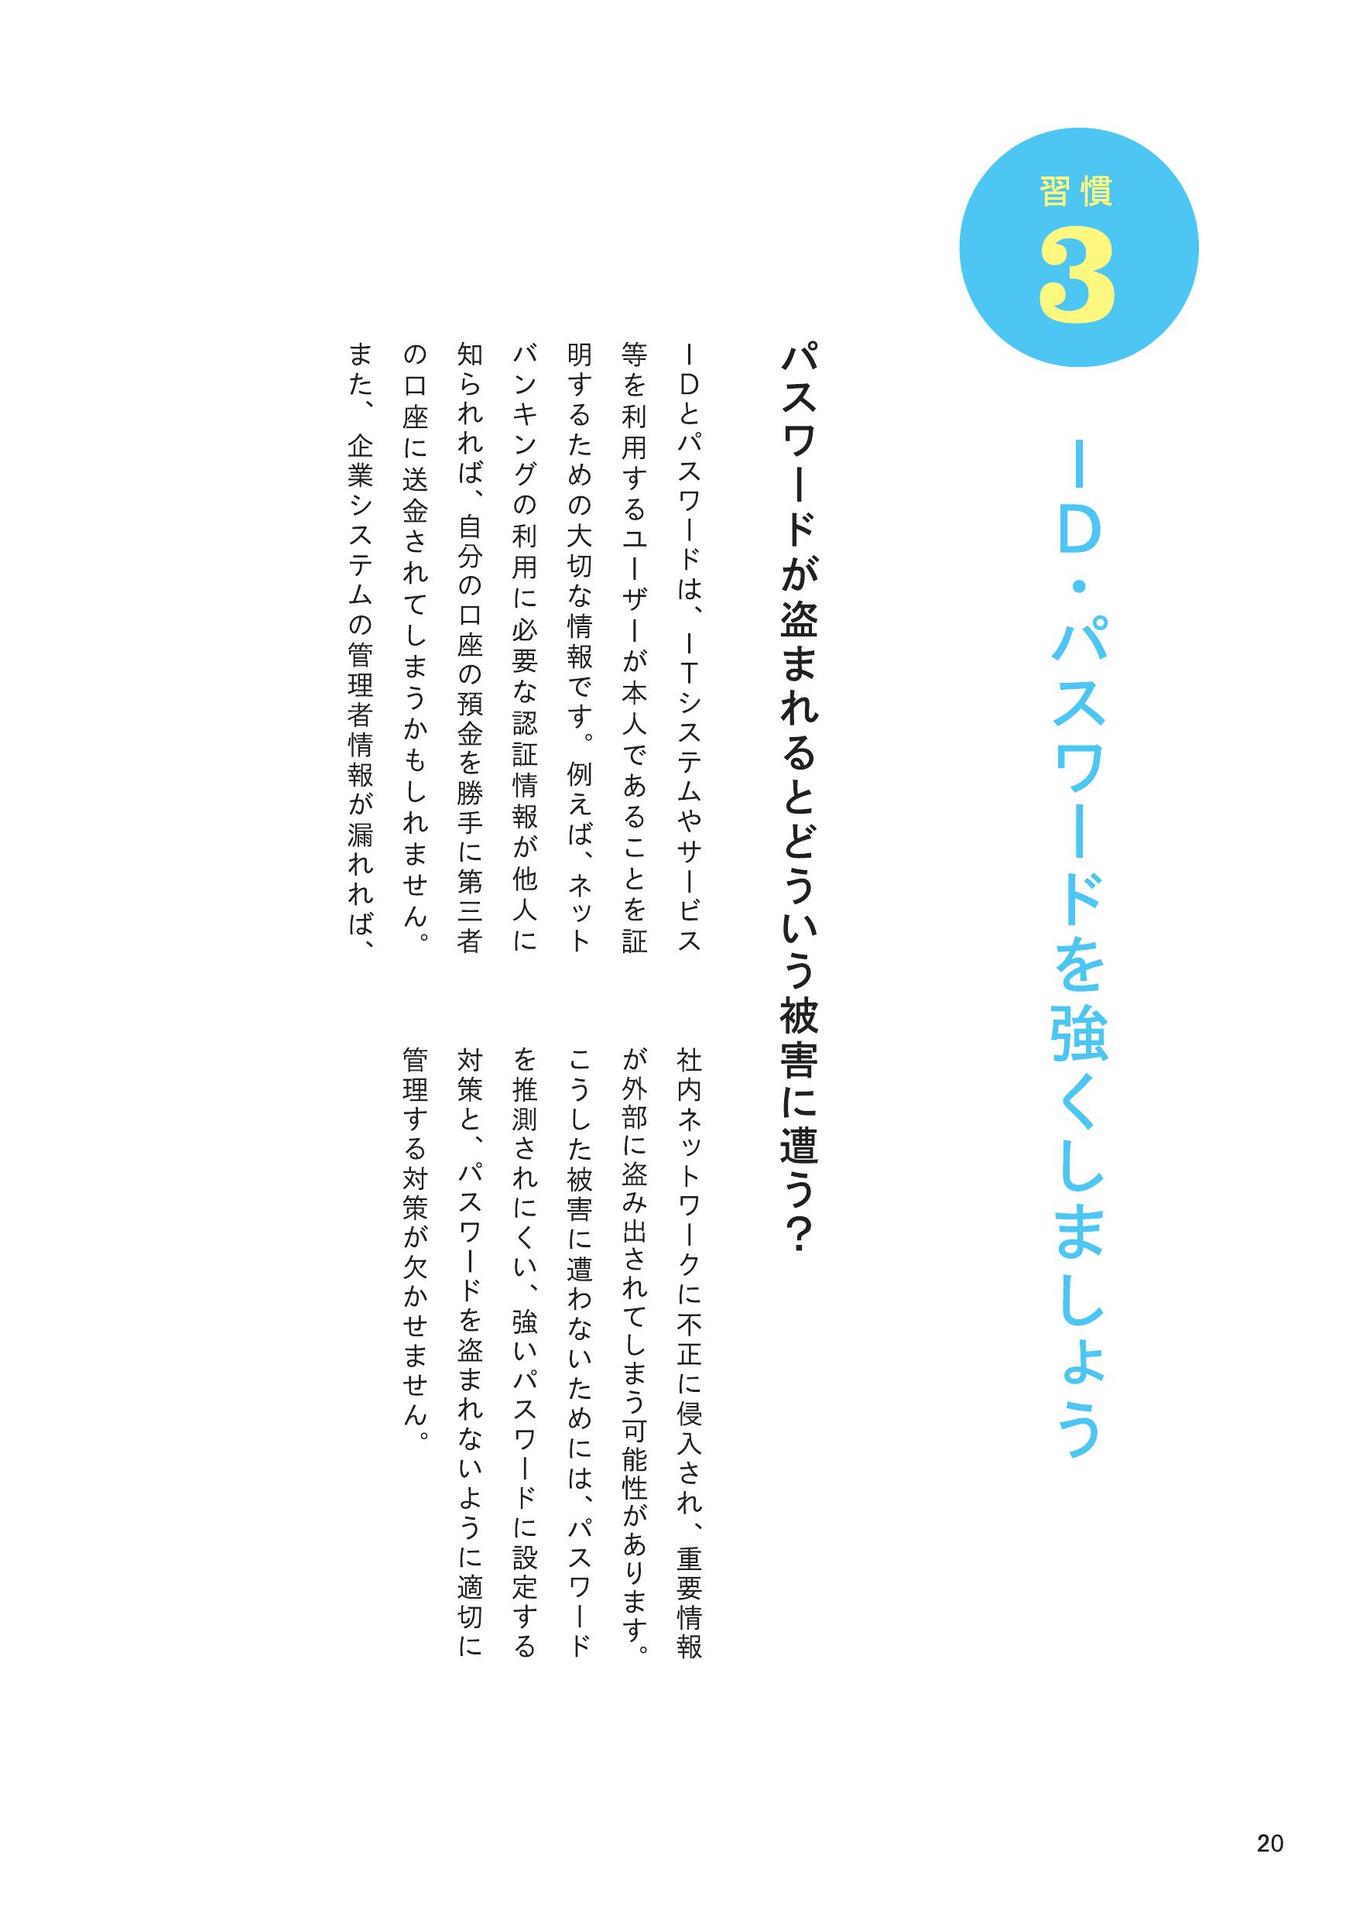 習慣
3
ID・パスワードを強くしましょう
パスワードが盗まれるとどういう被害に遭う？
IDとパスワードは、ITシステムやサービス
等を利用するユーザーが本人であることを証
明するための大切な情報です。例えば、ネット
バンキングの利用に必要な認証情報が他人に
知られれば、自分の口座の預金を勝手に第三者
の口座に送金されてしまうかもしれません。
また、企業システムの管理者情報が漏れれば、
社内ネットワークに不正に侵入され、重要情報
が外部に盗み出されてしまう可能性があります。
こうした被害に遭わないためには、パスワード
を推測されにくい、強いパスワードに設定する
対策と、パスワードを盗まれないように適切に
管理する対策が欠かせません。
20